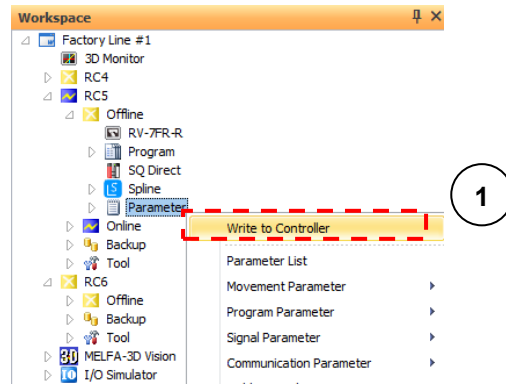 Workspace
Factory Line #1
3D Monitor
RC4
RC5
Offline
RV-7FR-R
Program
SQ Direct
Spline
Parameter
Online
Backup
Tool
RC6
Offline
Backup
Tool
MELFA-3D Vision
I/O Simulator
Write to Controller
Parameter List
Movement Parameter
Program Parameter
Signal Parameter
Communication Parameter
1